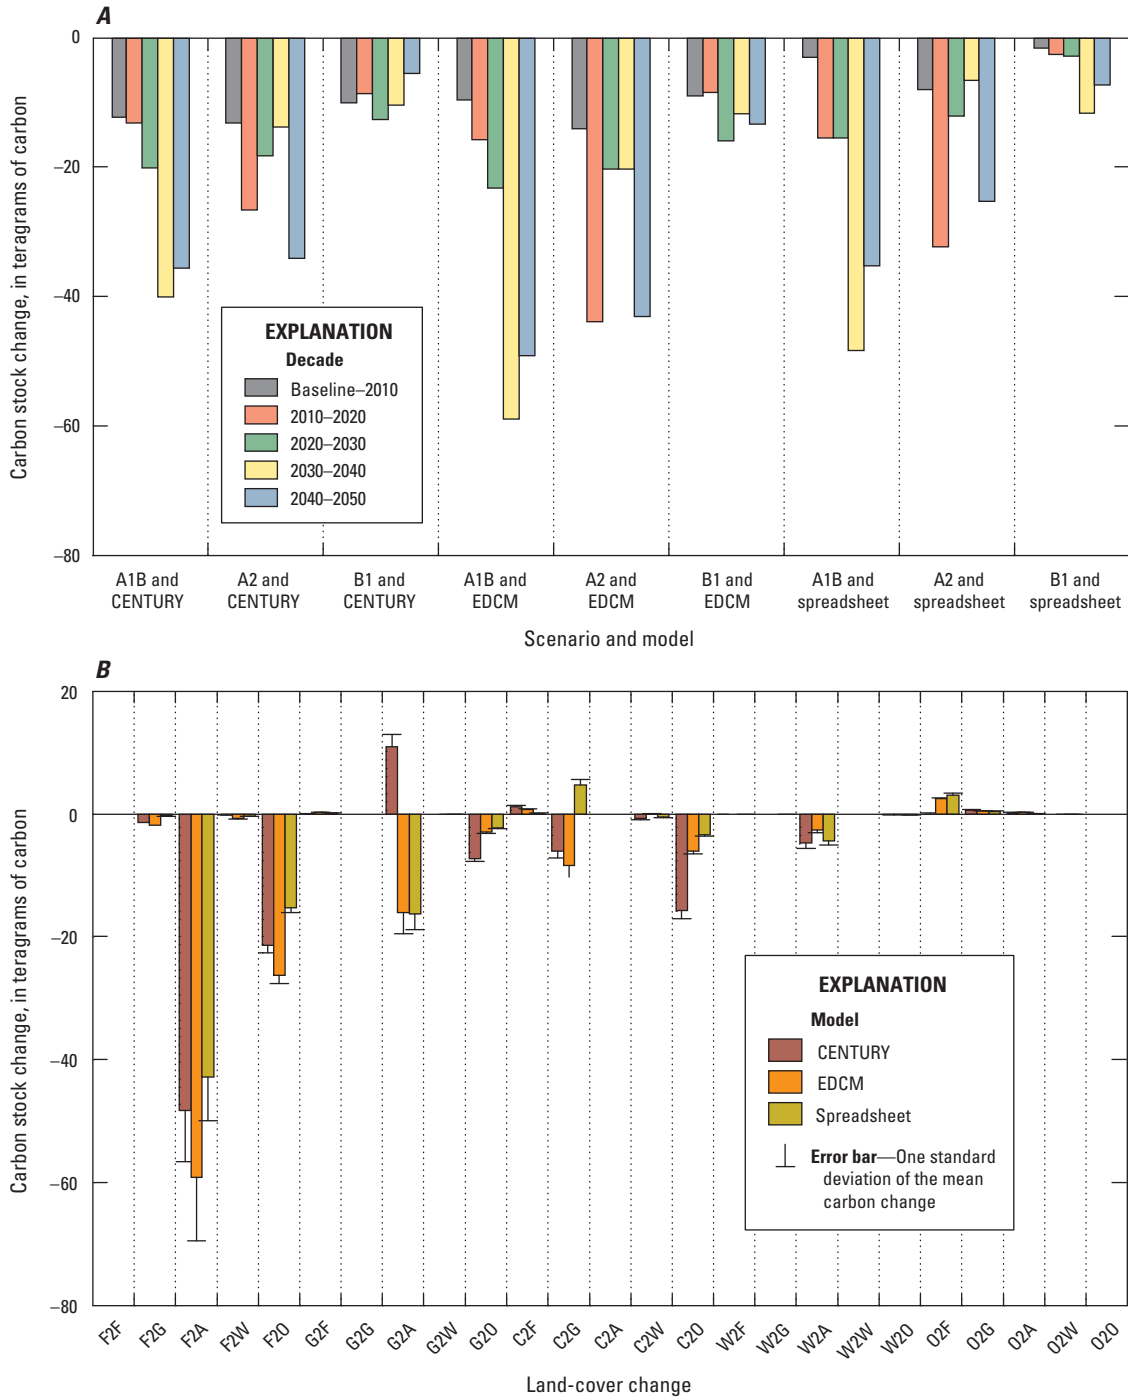 A
Carbon stock change, in teragrams of carbon
0
–20
–40
–60
–80
EXPLANATION
Decade
Baseline–2010
2010–2020
2020–2030
2030–2040
2040–2050
A1B and
CENTURY
A2 and
CENTURY
B1 and
CENTURY
A1B and
EDCM
A2 and
EDCM
B1 and
EDCM
A1B and
spreadsheet
A2 and
spreadsheet
B1 and
spreadsheet
Scenario and model
B
Carbon stock change, in teragrams of carbon
20
0
–20
–40
–60
–80
EXPLANATION
Model
CENTURY
EDCM
Spreadsheet
Error bar—One standard
deviation of the mean
carbon change
F2F
F2G
F2A
F2W
F2O
G2F
G2G
G2A
G2W
G2O
C2F
C2G
C2A
C2W
C2O
W2F
W2G
W2A
W2W
W2O
O2F
O2G
O2A
O2W
O2O
Land-cover change